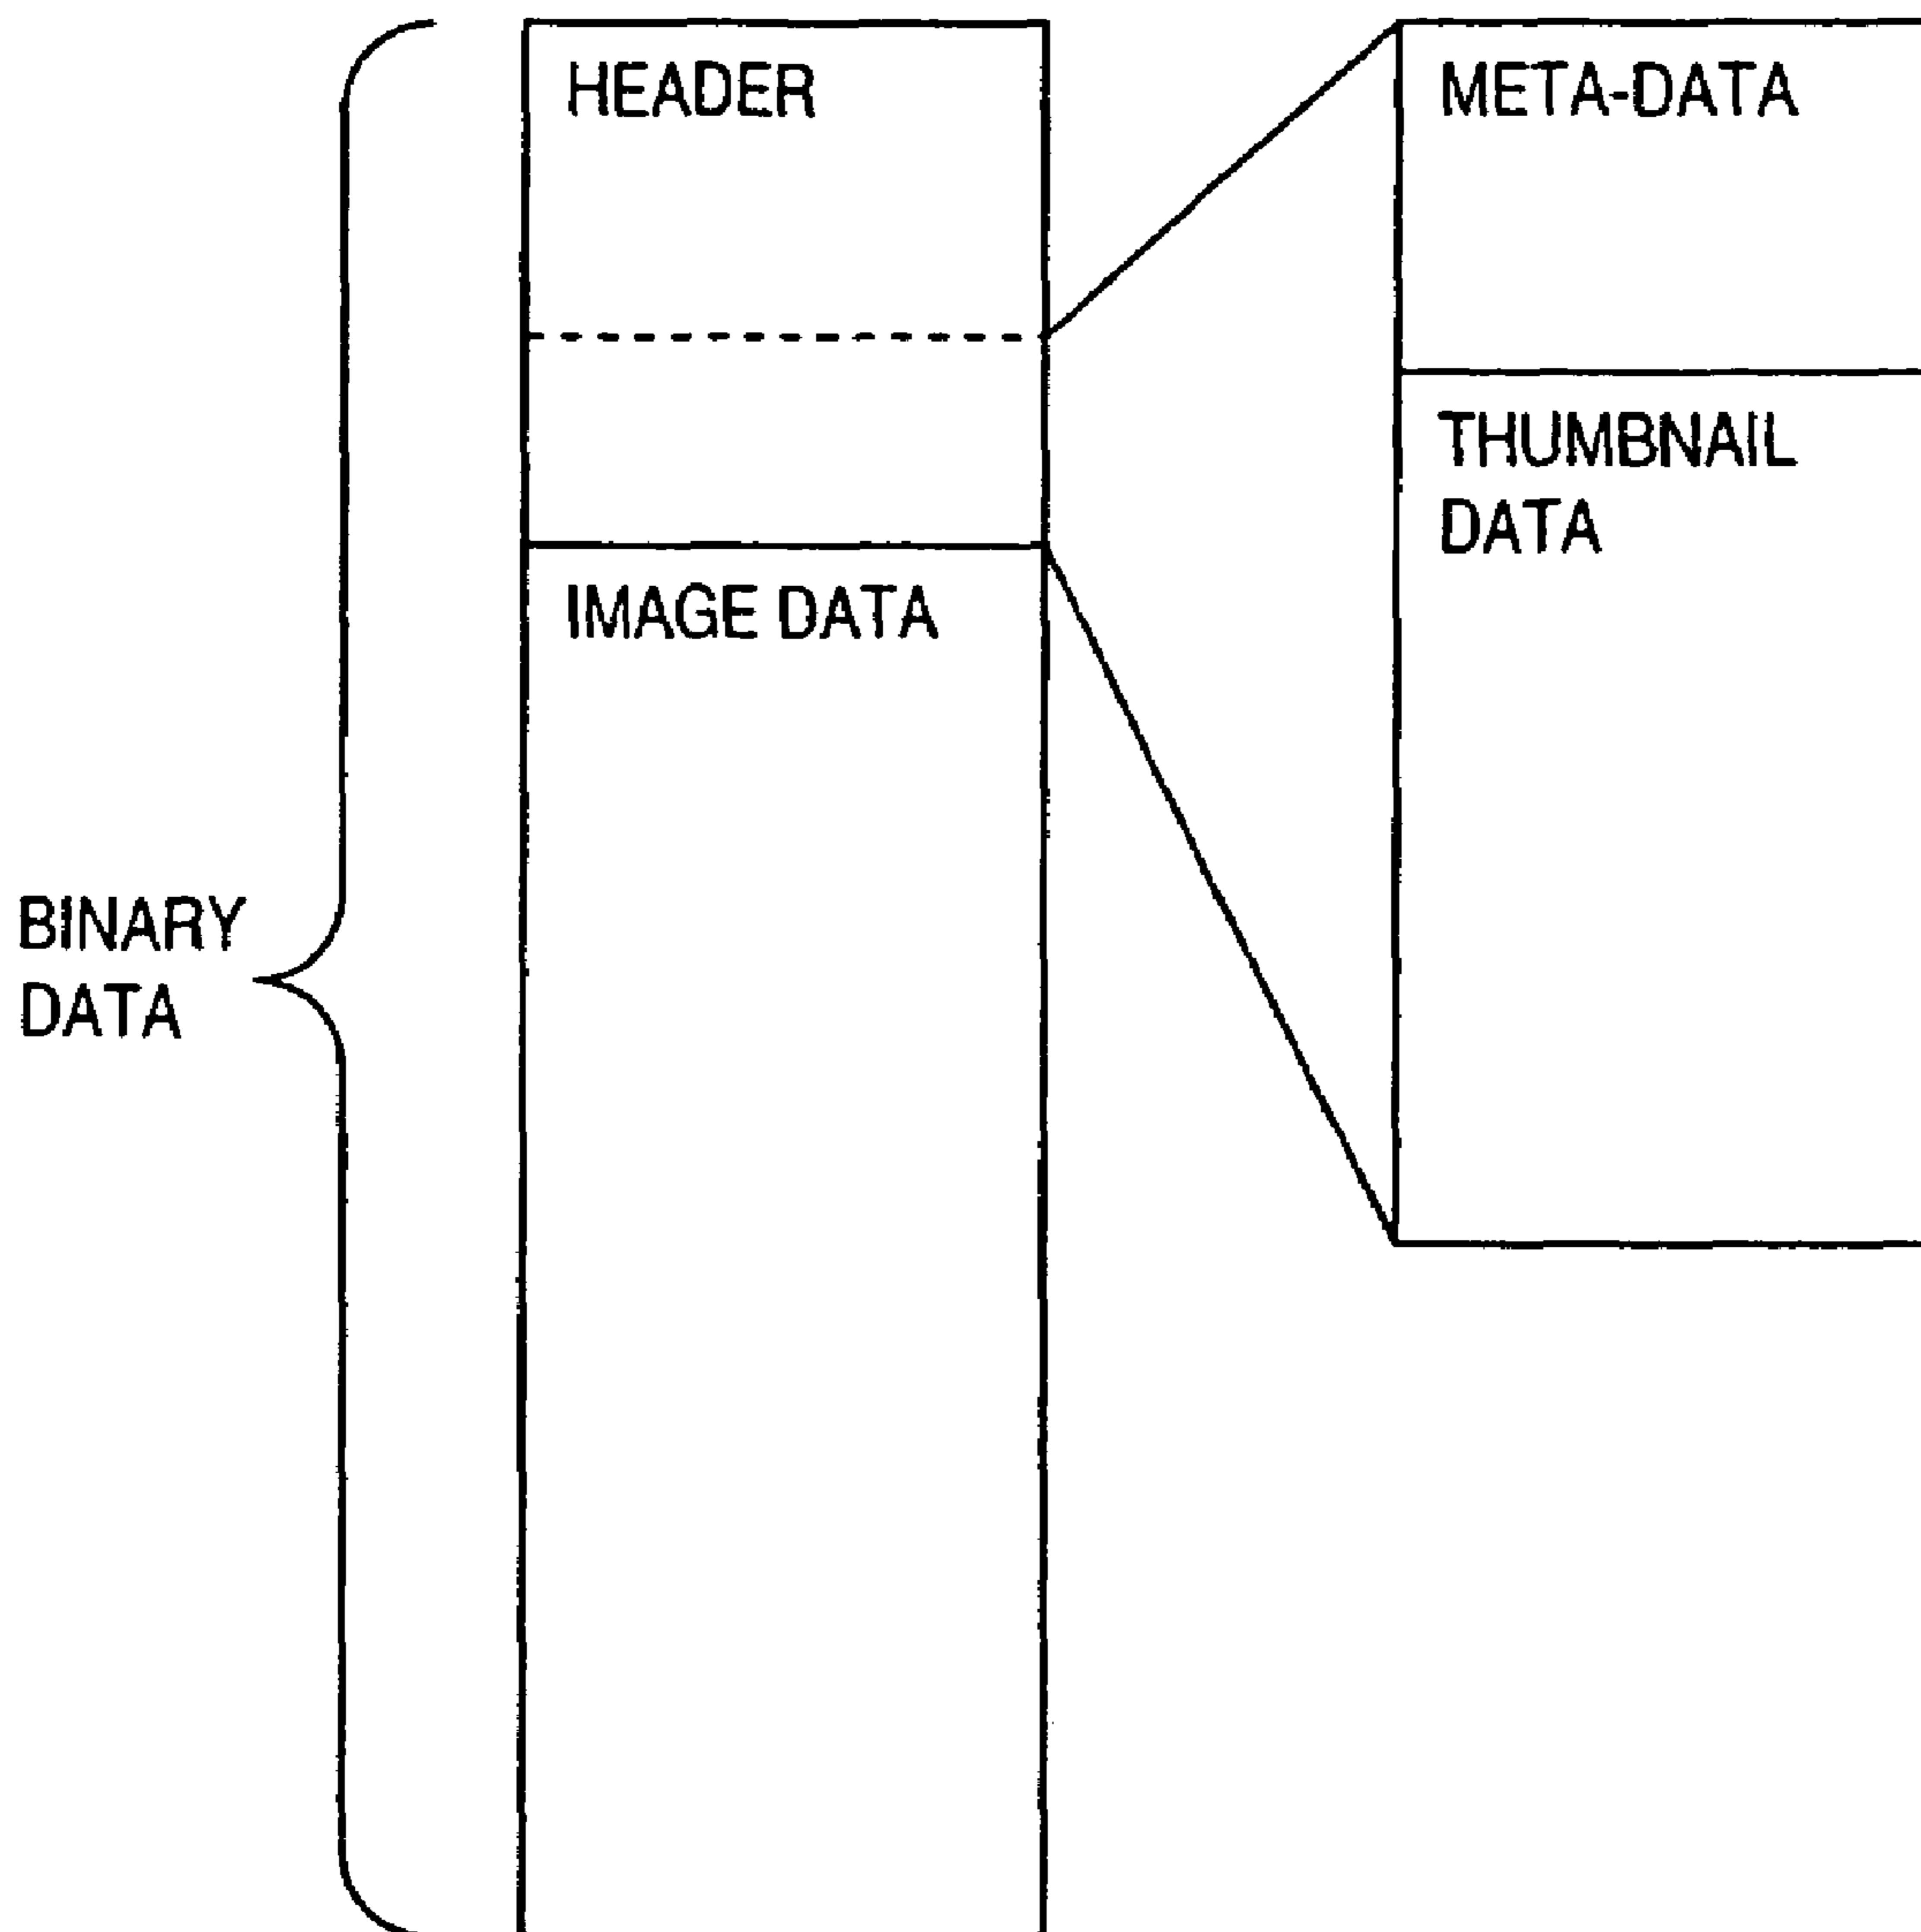 HEADER
IMAGE DATA
META-DATA
THUMBNAIL
DATA
BINARY
DATA